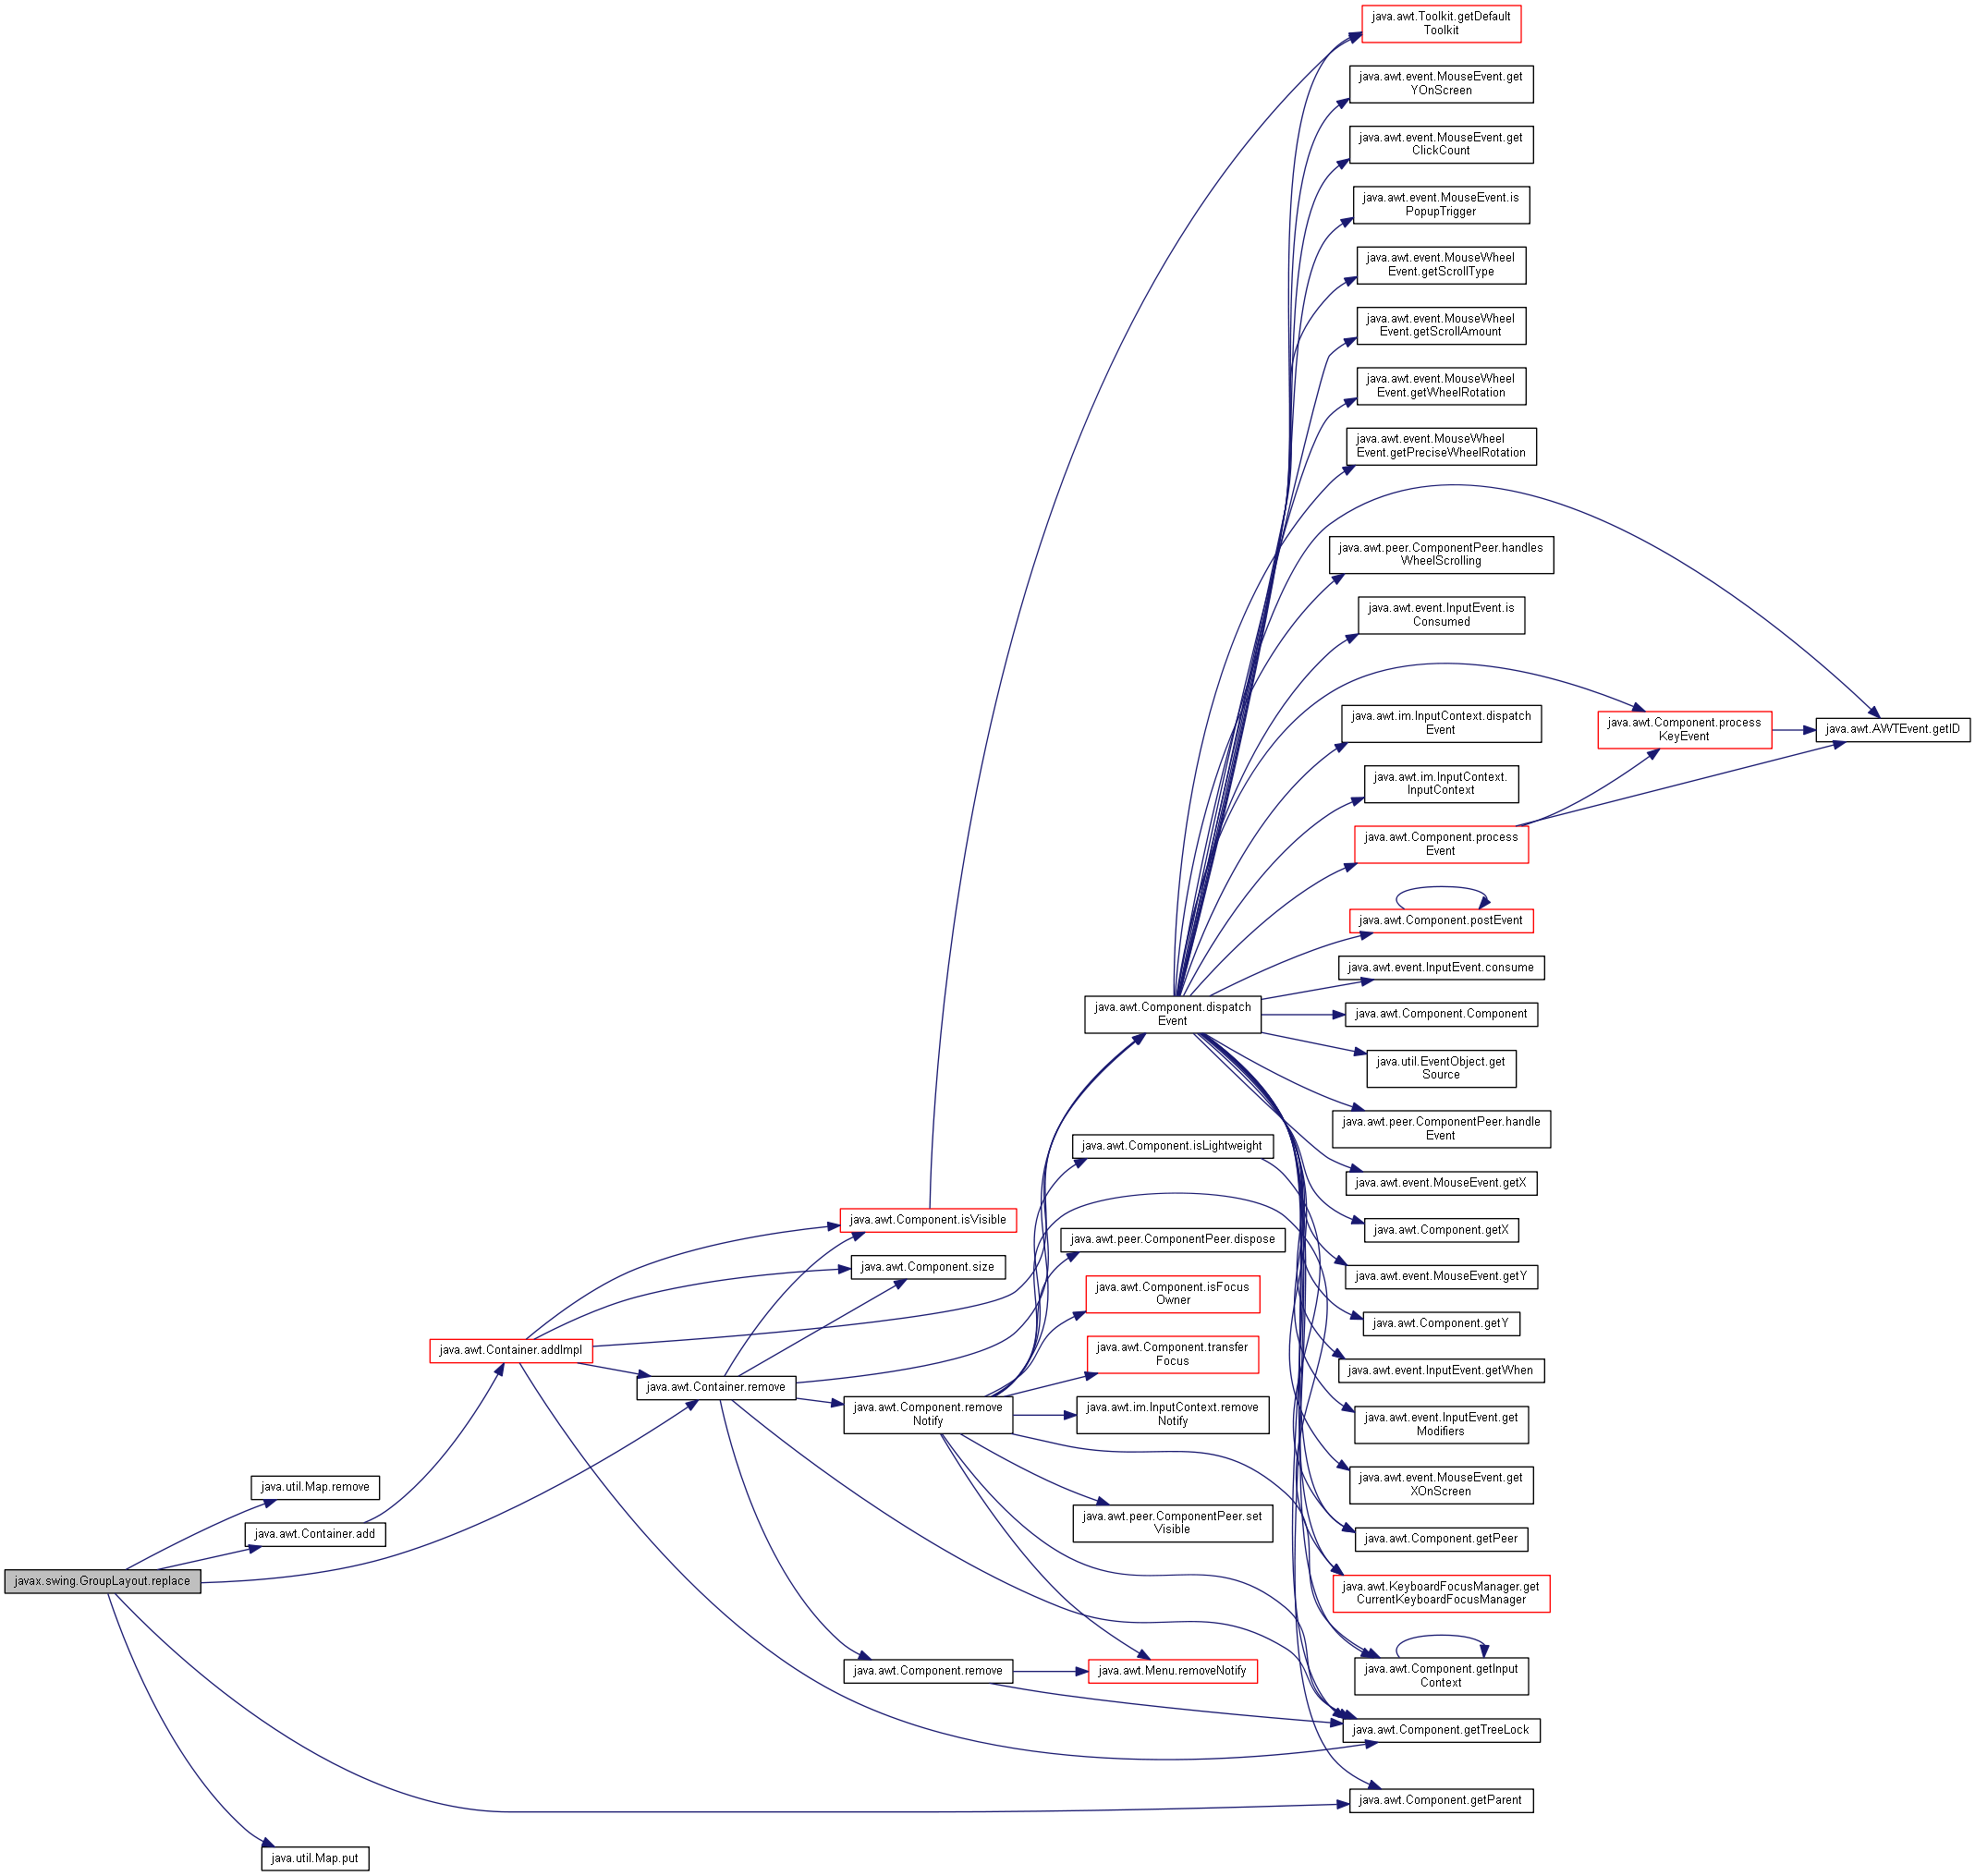 java.awt.Toolkit.getDefault
Toolkit
java.awt.event.MouseEvent.get
YOnScreen
java.awt.event.MouseEvent.get
ClickCount
java.awt.event.MouseEvent.is
PopupTrigger
java.awt.event.MouseWheel
Event.getScrollType
java.awt.event.MouseWheel
Event.getScrollAmount
java.awt.event.MouseWheel
Event.getWheelRotation
java.awt.event.MouseWheel
Event.getPreciseWheelRotation
java.awt.peer.ComponentPeer.handles
WheelScrolling
java.awt.event.InputEvent.is
Consumed
java.awt.im.InputContext.dispatch
Event
java.awt.Component.process
KeyEvent
java.awt.AWTEvent.getID
java.awt.im.InputContext.
InputContext
java.awt.Component.process
Event
java.awt.Component.postEvent
java.awt.event.InputEvent.consume
java.awt.Component.dispatch
Event
java.awt.Component.Component
java.util.EventObject.get
Source
java.awt.peer.ComponentPeer.handle
Event
java.awt.Component.isLightweight
java.awt.event.MouseEvent.getX
java.awt.Component.isVisible
java.awt.Component.getX
java.awt.peer.ComponentPeer.dispose
java.awt.Component.size
java.awt.event.MouseEvent.getY
java.awt.Component.isFocus
Owner
java.awt.Component.getY
java.awt.Container.addImpl
java.awt.Component.transfer
Focus
java.awt.event.InputEvent.getWhen
java.awt.Container.remove
java.awt.Component.remove
Notify
java.awt.im.InputContext.remove
Notify
java.awt.event.InputEvent.get
Modifiers
java.util.Map.remove
java.awt.event.MouseEvent.get
XOnScreen
java.awt.Container.add
java.awt.peer.ComponentPeer.set
Visible
java.awt.Component.getPeer
javax.swing.GroupLayout.replace
java.awt.KeyboardFocusManager.get
CurrentKeyboardFocusManager
java.awt.Component.remove
java.awt.Menu.removeNotify
java.awt.Component.getInput
Context
java.awt.Component.getTreeLock
java.awt.Component.getParent
java.util.Map.put